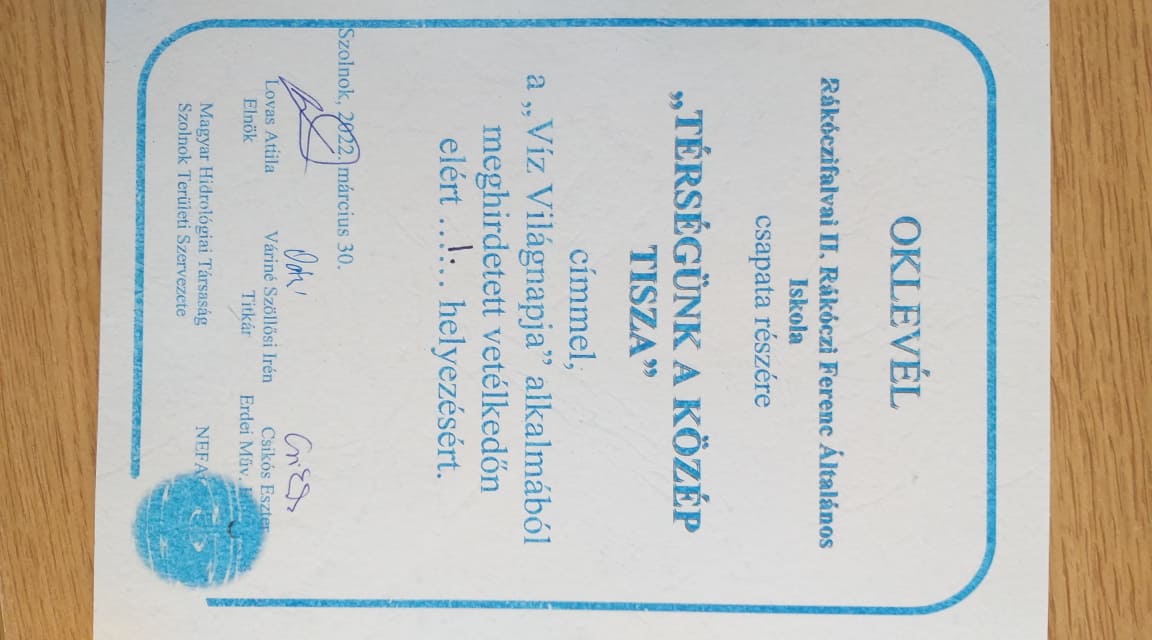 OKLEVÉL
Rákóczifalvai II. Rákóczi Ferenc Általános
Iskola
csapata részére
„TÉRSÉGÜNK A KÖZÉP
TISZA”
címmel,
a „Víz Világnapja” alkalmából
meghirdetett vetélkedőn
elért .....1..... helyezésért.
Szolnok, 2022. március 30.
Lovas Attila Váriné Szöllősi Irén Csikós Eszter
Elnök Titkár Erdei Műv.
Magyar Hidrológiai Társaság NEFA
Szolnok Területi Szervezete